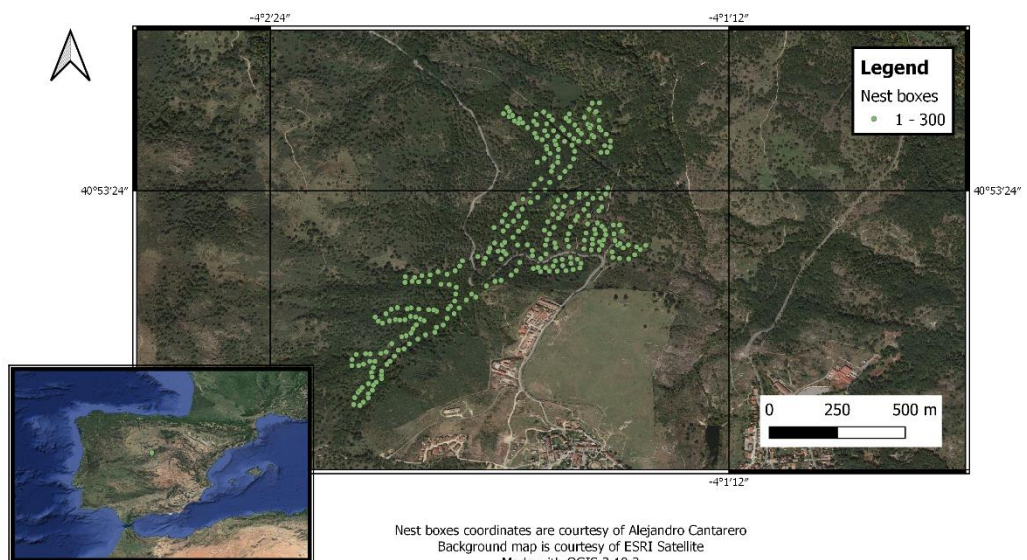 -4°2'24" -4°1'12"
Legend
Nest boxes
1 - 300
40°53'24" 40°53'24"
0 250 500 m
-4°1'12"
Nest boxes coordinates are courtesy of Alejandro Cantarero
Background map is courtesy of ESRI Satellite